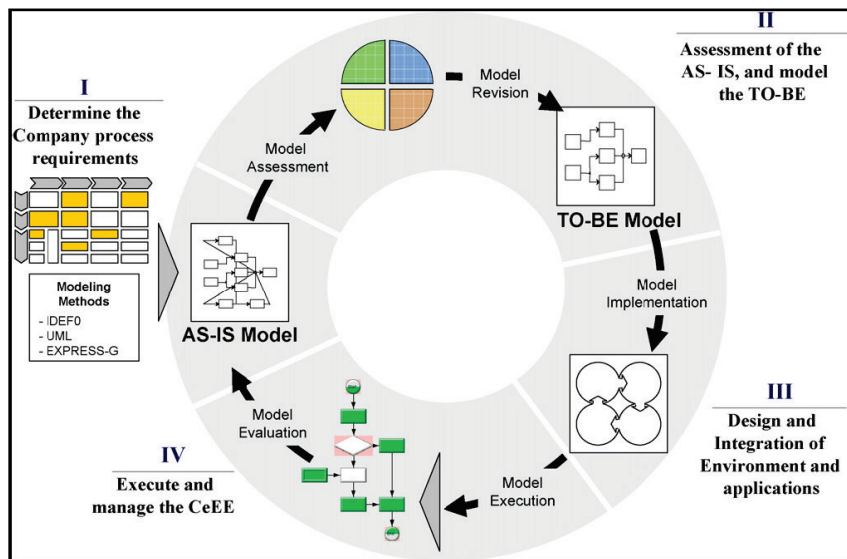 I
Determine the
Company process
requirements
Modeling
Methods
- IDEF0
- UML
- EXPRESS-G
AS-IS Model
Model
Assessment
Model
Revision
II
Assessment of the
AS- IS, and model
the TO-BE
TO-BE Model
Model
Implementation
III
Design and
Integration of
Environment and
applications
Model
Execution
Model
Evaluation
IV
Execute and
manage the CeEE